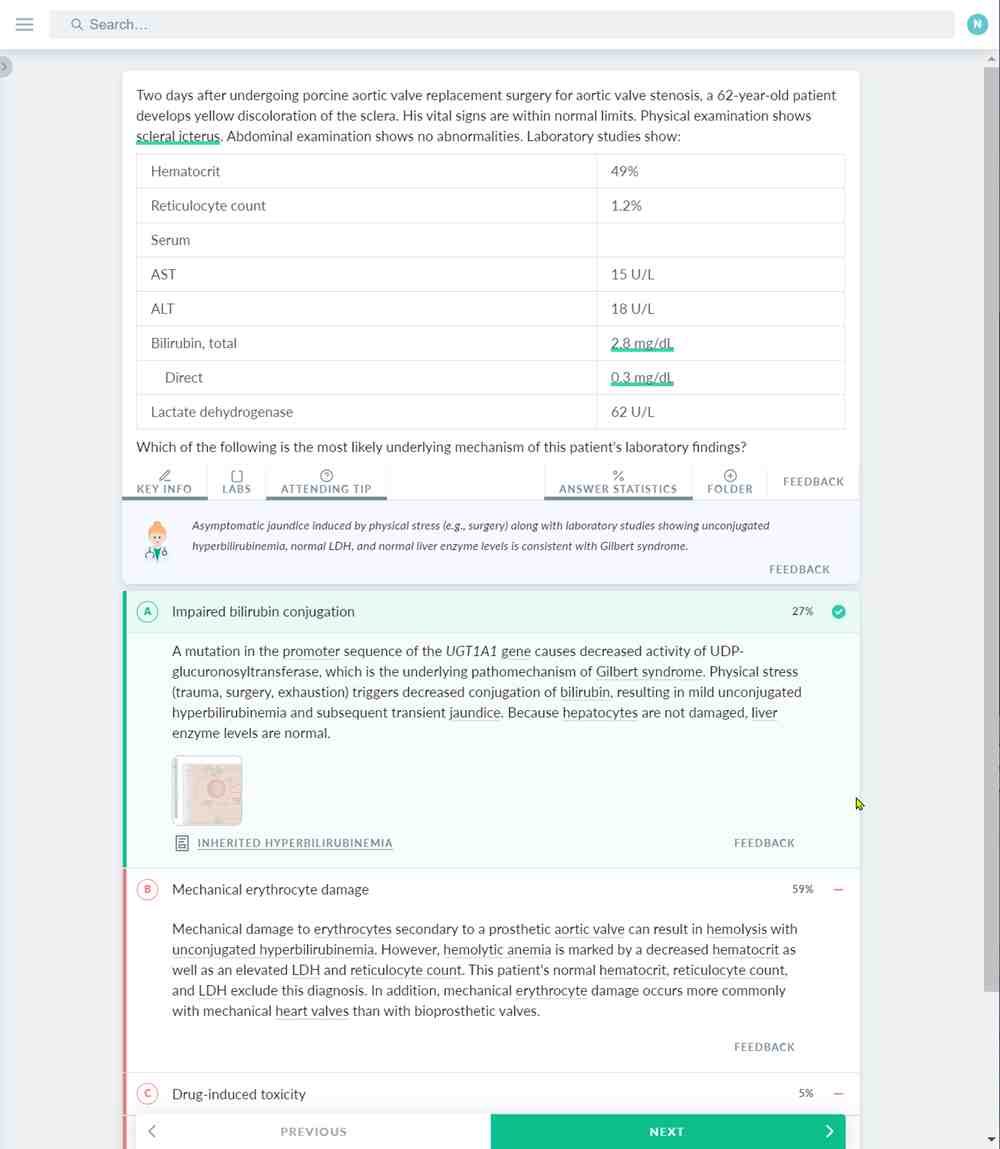 Search...
N
Two days after undergoing porcine aortic valve replacement surgery for aortic valve stenosis, a 62-year-old patient
develops yellow discoloration of the sclera. His vital signs are within normal limits. Physical examination shows
scleral icterus. Abdominal examination shows no abnormalities. Laboratory studies show:
Hematocrit 49%
Reticulocyte count 1.2%
Serum
AST 15 U/L
ALT 18 U/L
Bilirubin, total 2.8 mg/dL
Direct 0.3 mg/dL
Lactate dehydrogenase 62 U/L
Which of the following is the most likely underlying mechanism of this patient's laboratory findings?
KEY INFO LABS ATTENDING TIP ANSWER STATISTICS FOLDER FEEDBACK
Asymptomatic jaundice induced by physical stress (e.g., surgery) along with laboratory studies showing unconjugated
hyperbilirubinemia, normal LDH, and normal liver enzyme levels is consistent with Gilbert syndrome.
FEEDBACK
A Impaired bilirubin conjugation 27%
A mutation in the promoter sequence of the UGT1A1 gene causes decreased activity of UDP-
glucuronosyltransferase, which is the underlying pathomechanism of Gilbert syndrome. Physical stress
(trauma, surgery, exhaustion) triggers decreased conjugation of bilirubin, resulting in mild unconjugated
hyperbilirubinemia and subsequent transient jaundice. Because hepatocytes are not damaged, liver
enzyme levels are normal.
INHERITED HYPERBILIRUBINEMIA FEEDBACK
B Mechanical erythrocyte damage 59%
Mechanical damage to erythrocytes secondary to a prosthetic aortic valve can result in hemolysis with
unconjugated hyperbilirubinemia. However, hemolytic anemia is marked by a decreased hematocrit as
well as an elevated LDH and reticulocyte count. This patient's normal hematocrit, reticulocyte count,
and LDH exclude this diagnosis. In addition, mechanical erythrocyte damage occurs more commonly
with mechanical heart valves than with bioprosthetic valves.
FEEDBACK
C Drug-induced toxicity 5%
PREVIOUS NEXT